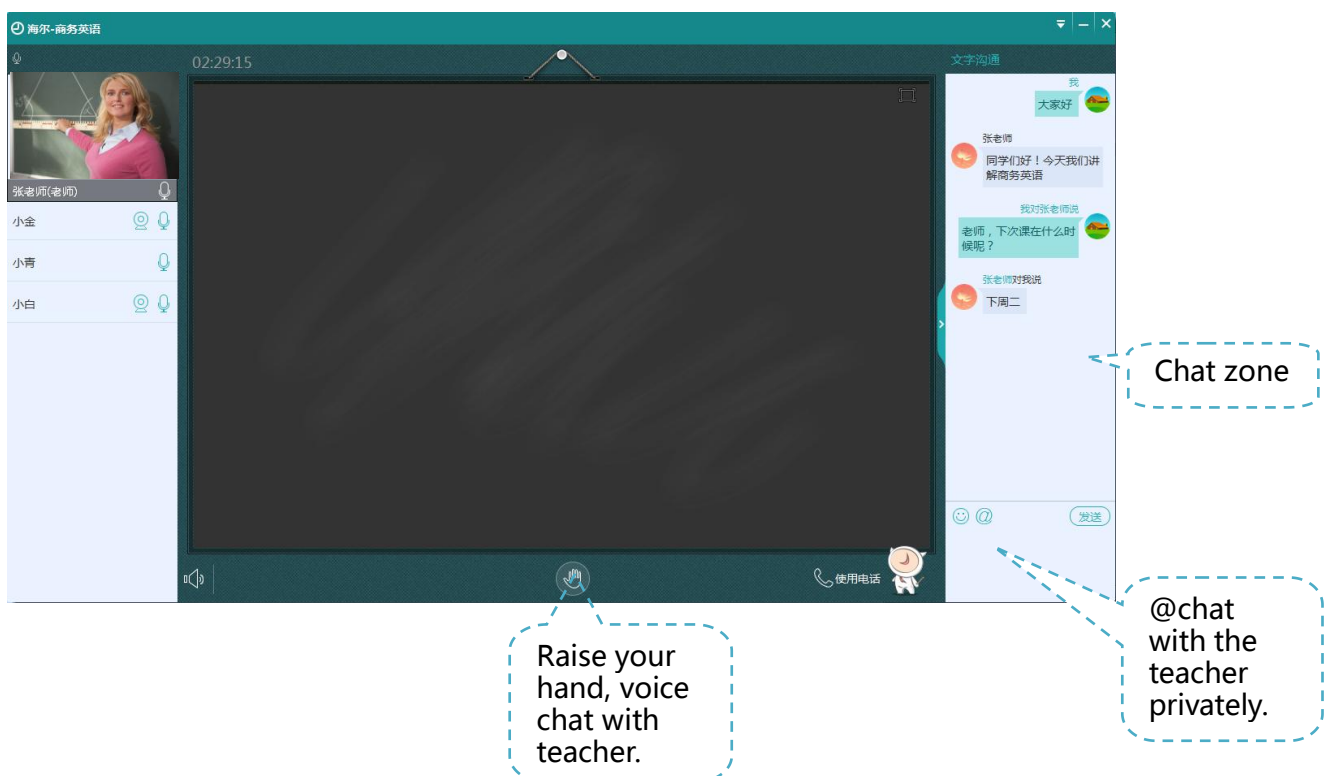 海尔-商务英语
02:29:15
文字沟通
张老师(老师)
小金
小青
小白
我
大家好
张老师
同学们好！今天我们讲
解商务英语
我对张老师说
老师，下次课在什么时
候呢？
张老师对我说
下周二
Chat zone
@
发送
使用电话
@chat
with the
teacher
privately.
Raise your
hand, voice
chat with
teacher.